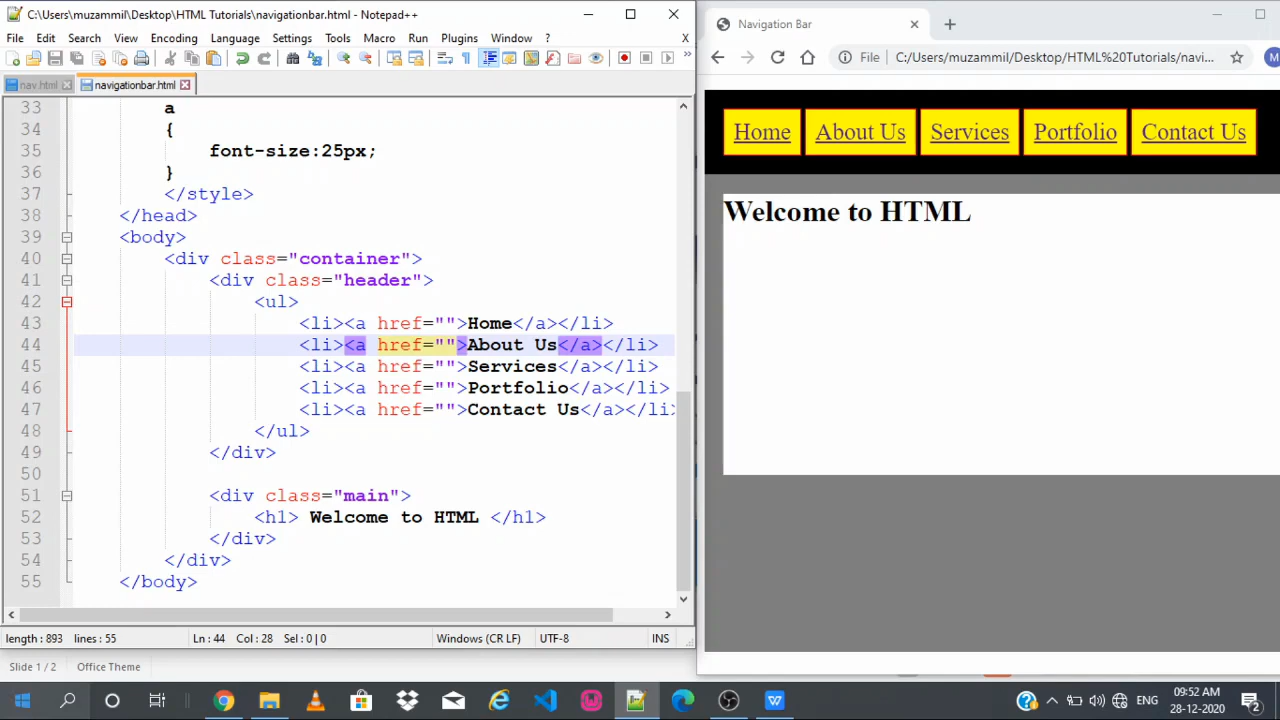 C:\Users\muzammil\Desktop\HTML Tutorials\navigationbar.html - Notepad++
File Edit Search View Encoding Language Settings Tools Macro Run Plugins Window ? X
nav.html navigationbar.html
33 a
34 {
35 font-size:25px;
36 }
37 </style>
38 </head>
39 <body>
40 <div class="container">
41 <div class="header">
42 <ul>
43 <li><a href="">Home</a></li>
44 <li><a href="">About Us</a></li>
45 <li><a href="">Services</a></li>
46 <li><a href="">Portfolio</a></li>
47 <li><a href="">Contact Us</a></li>
48 </ul>
49 </div>
50
51 <div class="main">
52 <h1> Welcome to HTML </h1>
53 </div>
54 </div>
55 </body>
length : 893 lines : 55 Ln : 44 Col : 28 Sel : 0 | 0 Windows (CR LF) UTF-8 INS
Slide 1 / 2 Office Theme
Navigation Bar
File C:/Users/muzammil/Desktop/HTML%20Tutorials/navi... M
Home About Us Services Portfolio Contact Us
Welcome to HTML
ENG 09:52 AM
28-12-2020 2